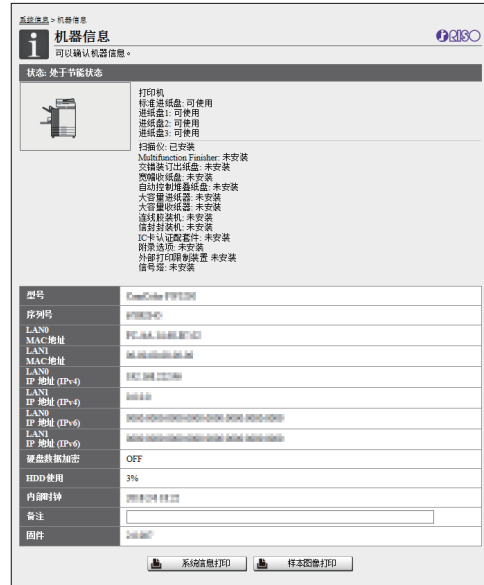 系统信息 > 机器信息
机器信息
RISO
可以确认机器信息。
状态: 处于节能状态
打印机
标准进纸盘: 可使用
进纸盘1: 可使用
进纸盘2: 可使用
进纸盘3: 可使用
扫描仪: 已安装
Multifunction Finisher: 未安装
交错装订出纸盘: 未安装
宽幅收纸盘: 未安装
自动控制堆叠纸盘: 未安装
大容量进纸器: 未安装
大容量收纸器: 未安装
连线胶装机: 未安装
信封封装机: 未安装
IC卡认证配套件: 未安装
附录选项: 未安装
外部打印限制装置 未安装
信号塔: 未安装
型号
序列号
LAN0
MAC地址
LAN1
MAC地址
LAN0
IP 地址 (IPv4)
LAN1
IP 地址 (IPv4)
LAN0
IP 地址 (IPv6)
LAN1
IP 地址 (IPv6)
硬盘数据加密 OFF
HDD使用 3%
内部时钟
备注
固件
系统信息打印 样本图像打印